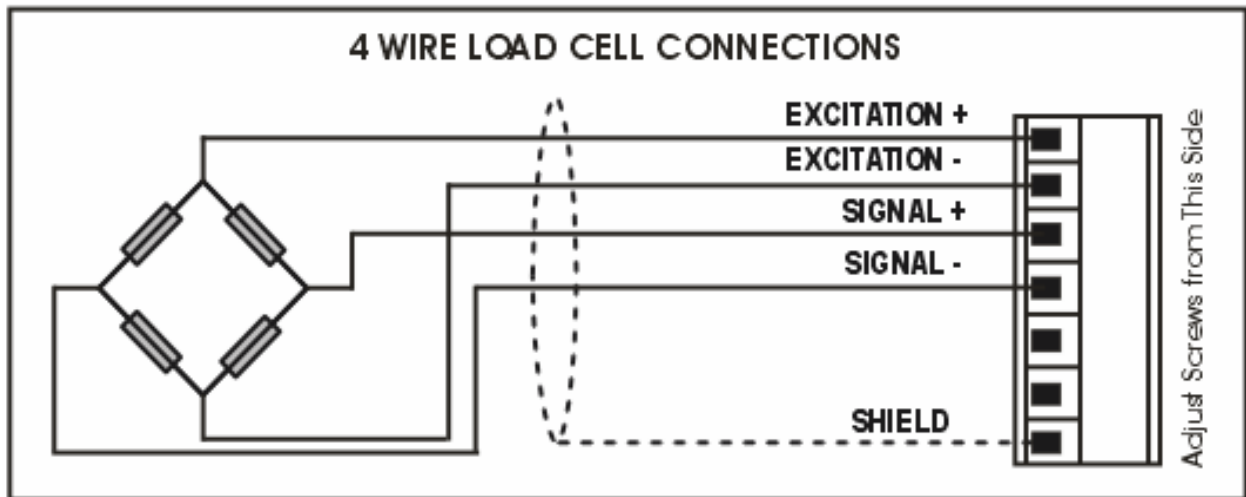 4 WIRE LOAD CELL CONNECTIONS
EXCITATION +
EXCITATION -
SIGNAL +
SIGNAL -
SHIELD
Adjust Screws from This Side